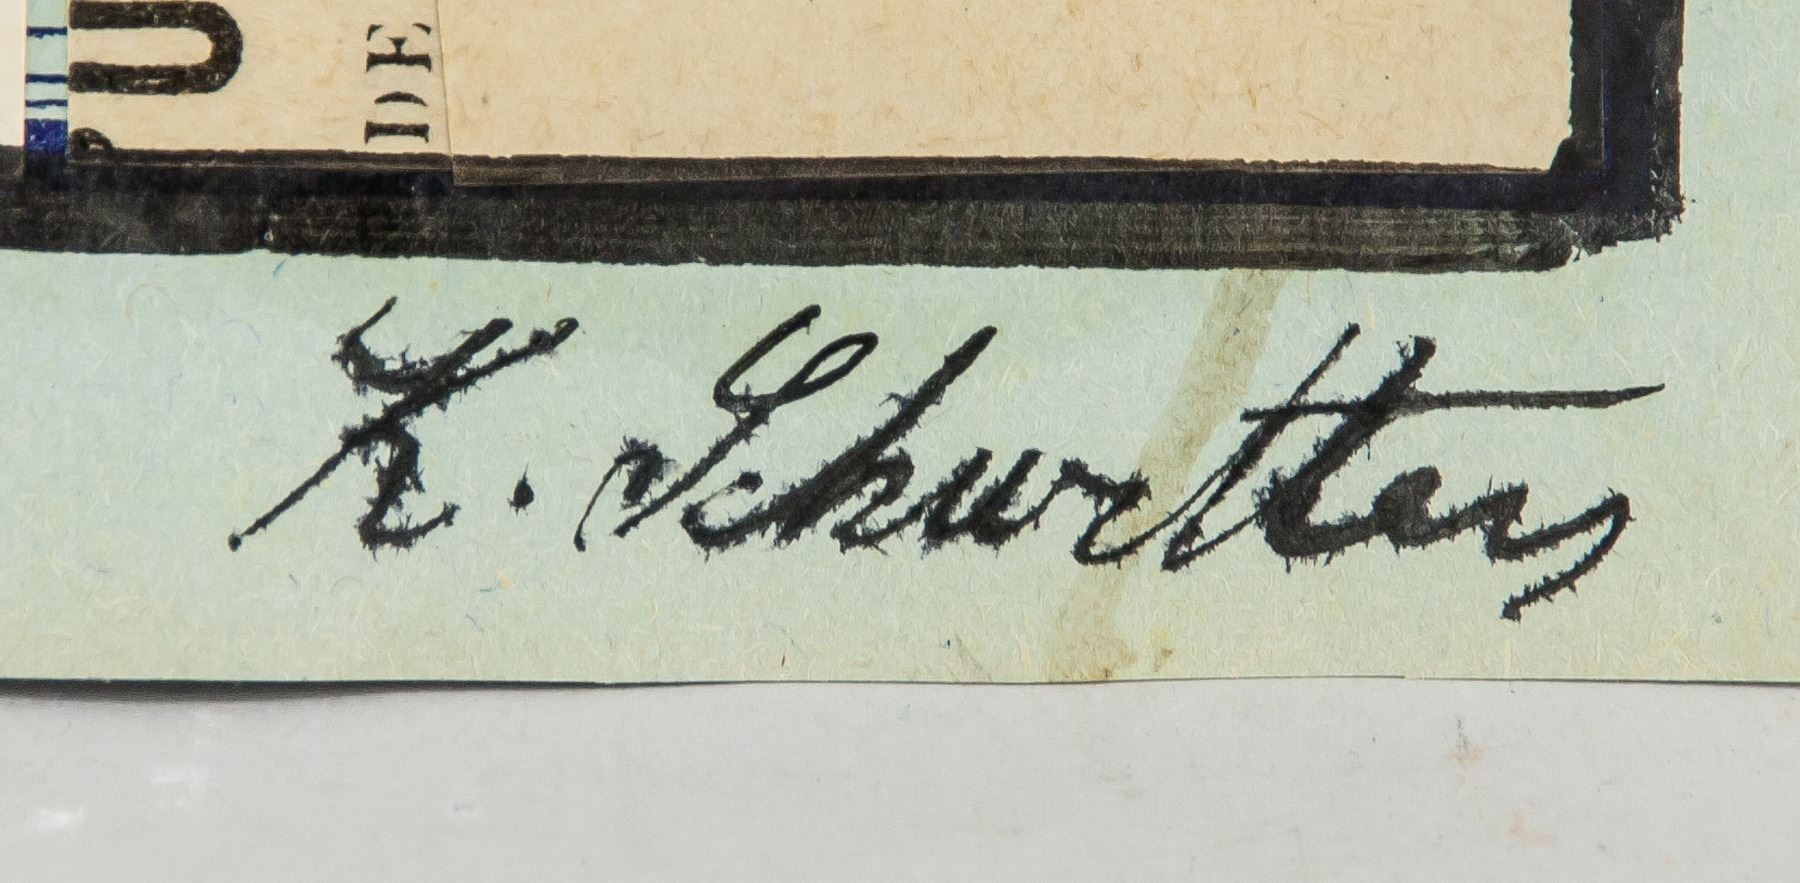 U
DE
K. Schwitters